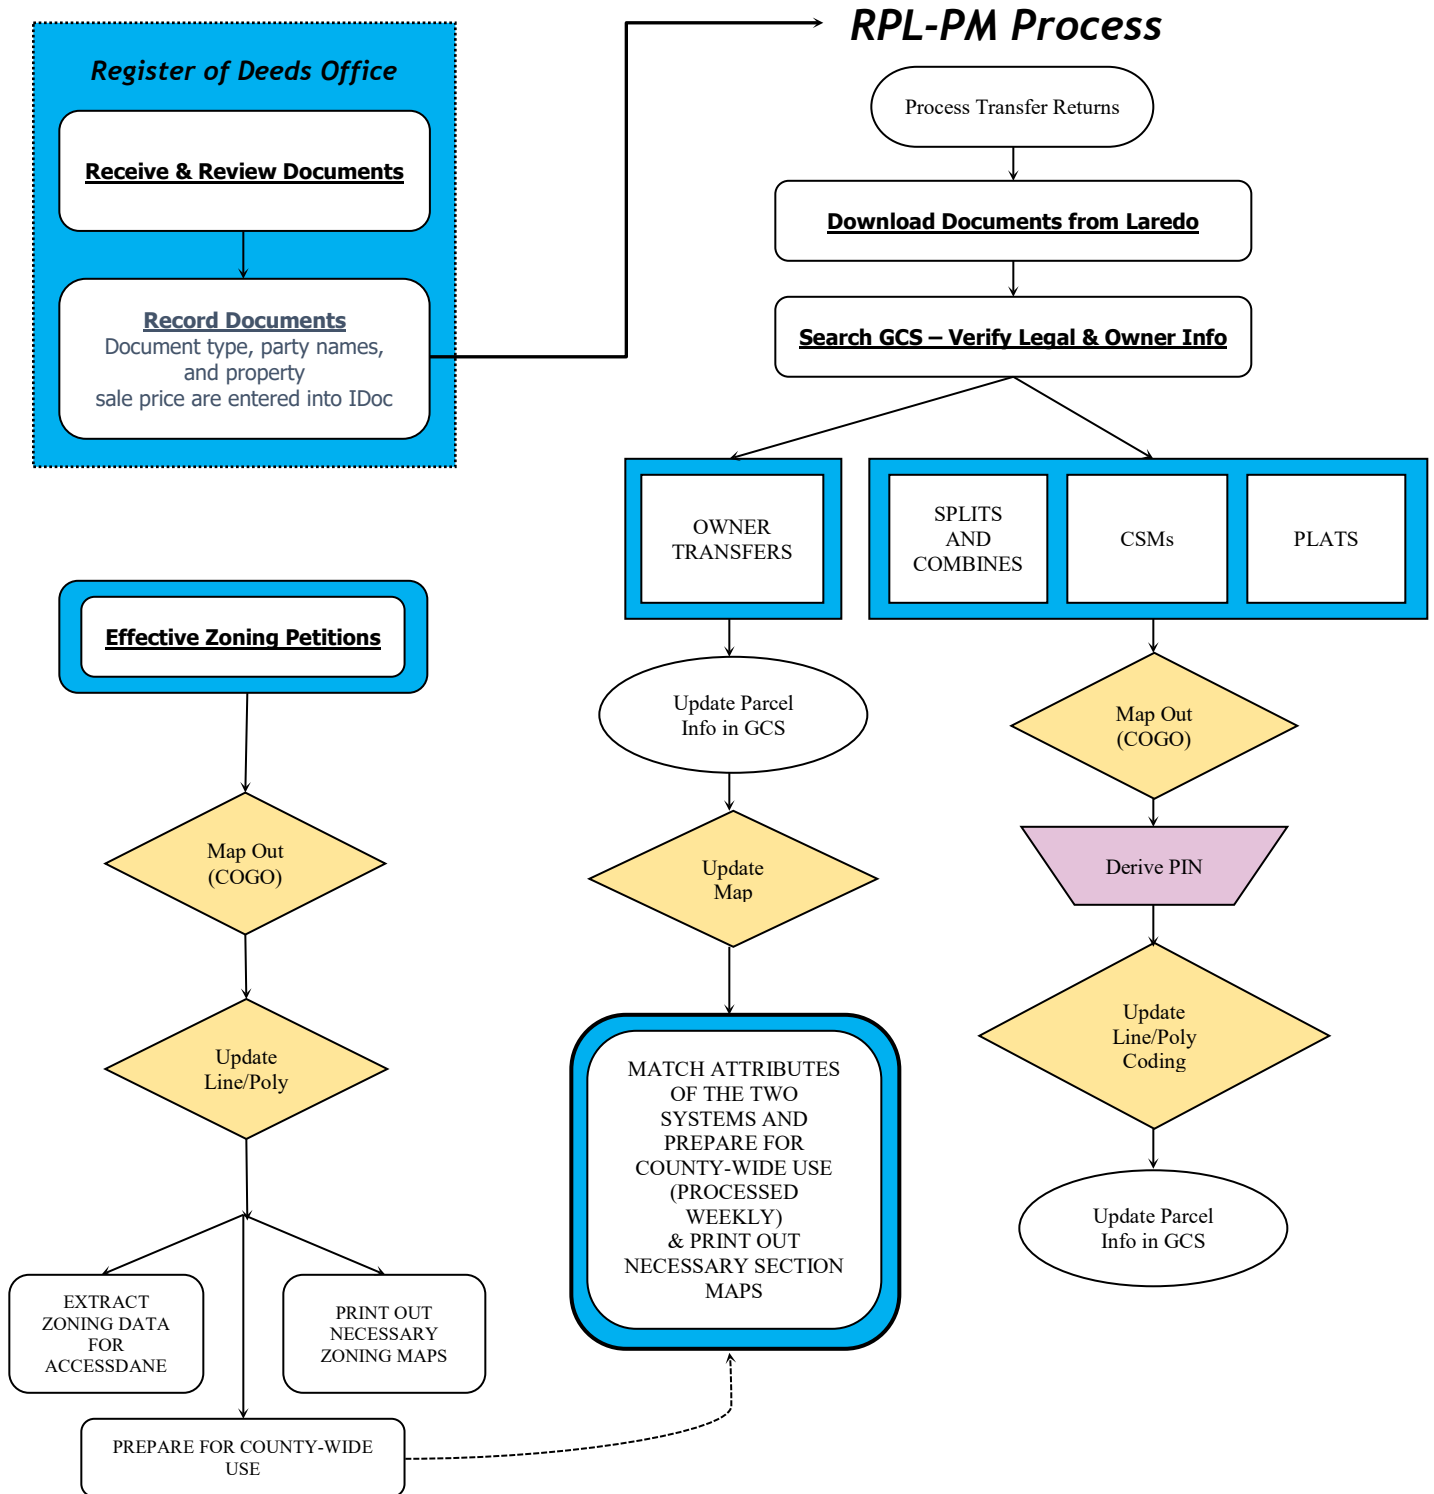 RPL-PM Process
Register of Deeds Office
Receive & Review Documents
Record Documents
Document type, party names,
and property
sale price are entered into IDoc
Process Transfer Returns
Download Documents from Laredo
Search GCS – Verify Legal & Owner Info
OWNER
TRANSFERS
SPLITS
AND
COMBINES
CSMs
PLATS
Effective Zoning Petitions
Map Out
(COGO)
Update
Line/Poly
EXTRACT
ZONING DATA
FOR
ACCESSDANE
PRINT OUT
NECESSARY
ZONING MAPS
PREPARE FOR COUNTY-WIDE
USE
Update Parcel
Info in GCS
Update
Map
MATCH ATTRIBUTES
OF THE TWO
SYSTEMS AND
PREPARE FOR
COUNTY-WIDE USE
(PROCESSED
WEEKLY)
& PRINT OUT
NECESSARY SECTION
MAPS
Map Out
(COGO)
Derive PIN
Update
Line/Poly
Coding
Update Parcel
Info in GCS